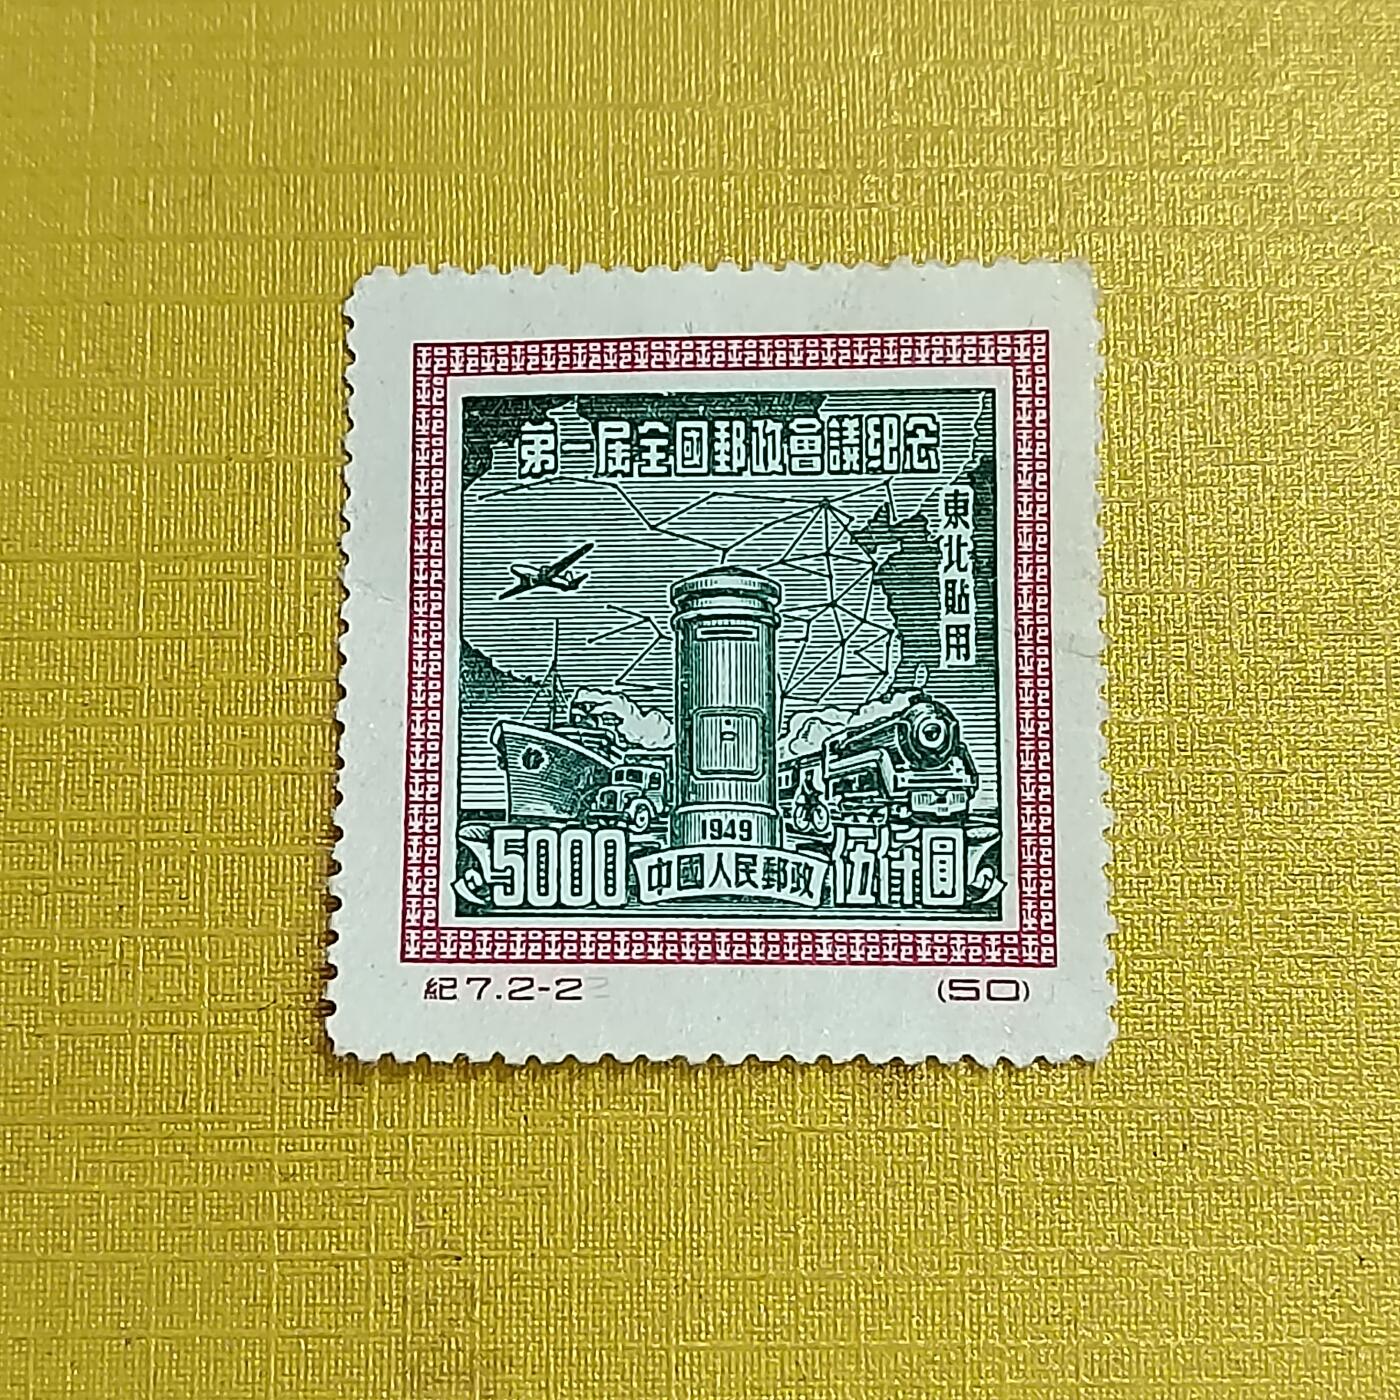 第一届全國郵政會議紀念
東北貼用
1949
5000
中國人民郵政
伍仟圓
紀7.2-2
(50)